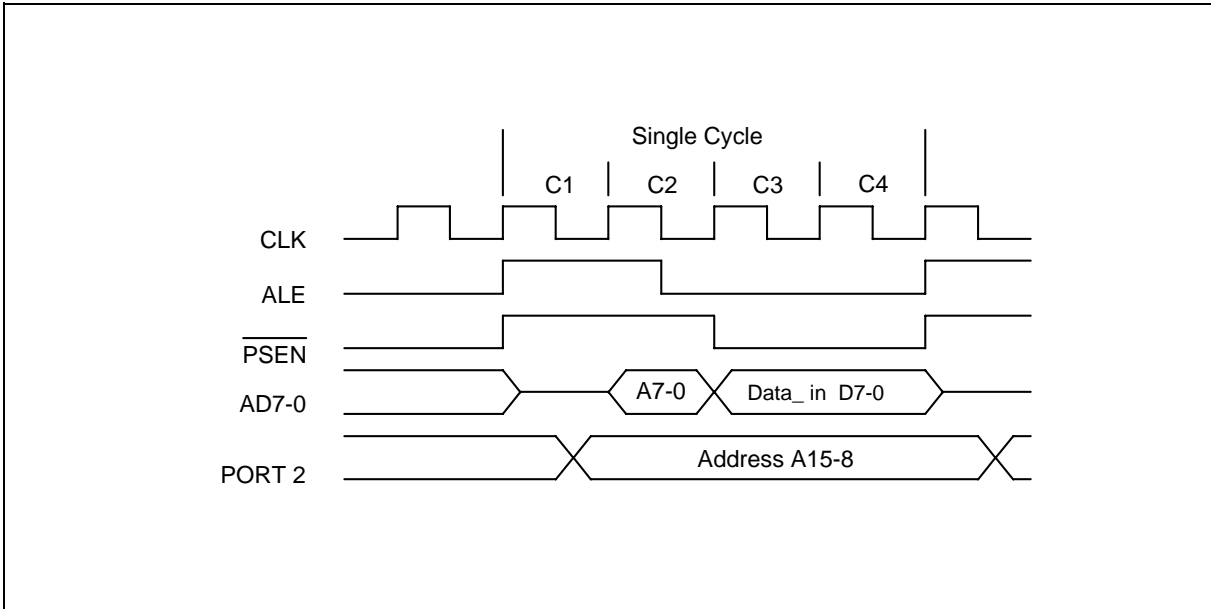 Single Cycle
C1 C2 C3 C4
CLK
ALE
PSEN
AD7-0 A7-0 Data_ in D7-0
PORT 2 Address A15-8